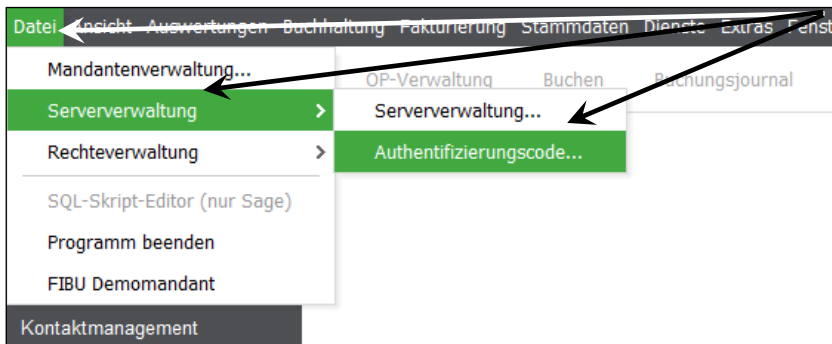 Datei Ansicht Auswertungen Buchhaltung Fakturierung Stammdaten Dienste Extras Fenst
Mandantenverwaltung...
OP-Verwaltung Buchen Buchungsjournal
Serververwaltung
Serververwaltung...
Rechteverwaltung
Authentifizierungscode...
SQL-Skript-Editor (nur Sage)
Programm beenden
FIBU Demomandant
Kontaktmanagement